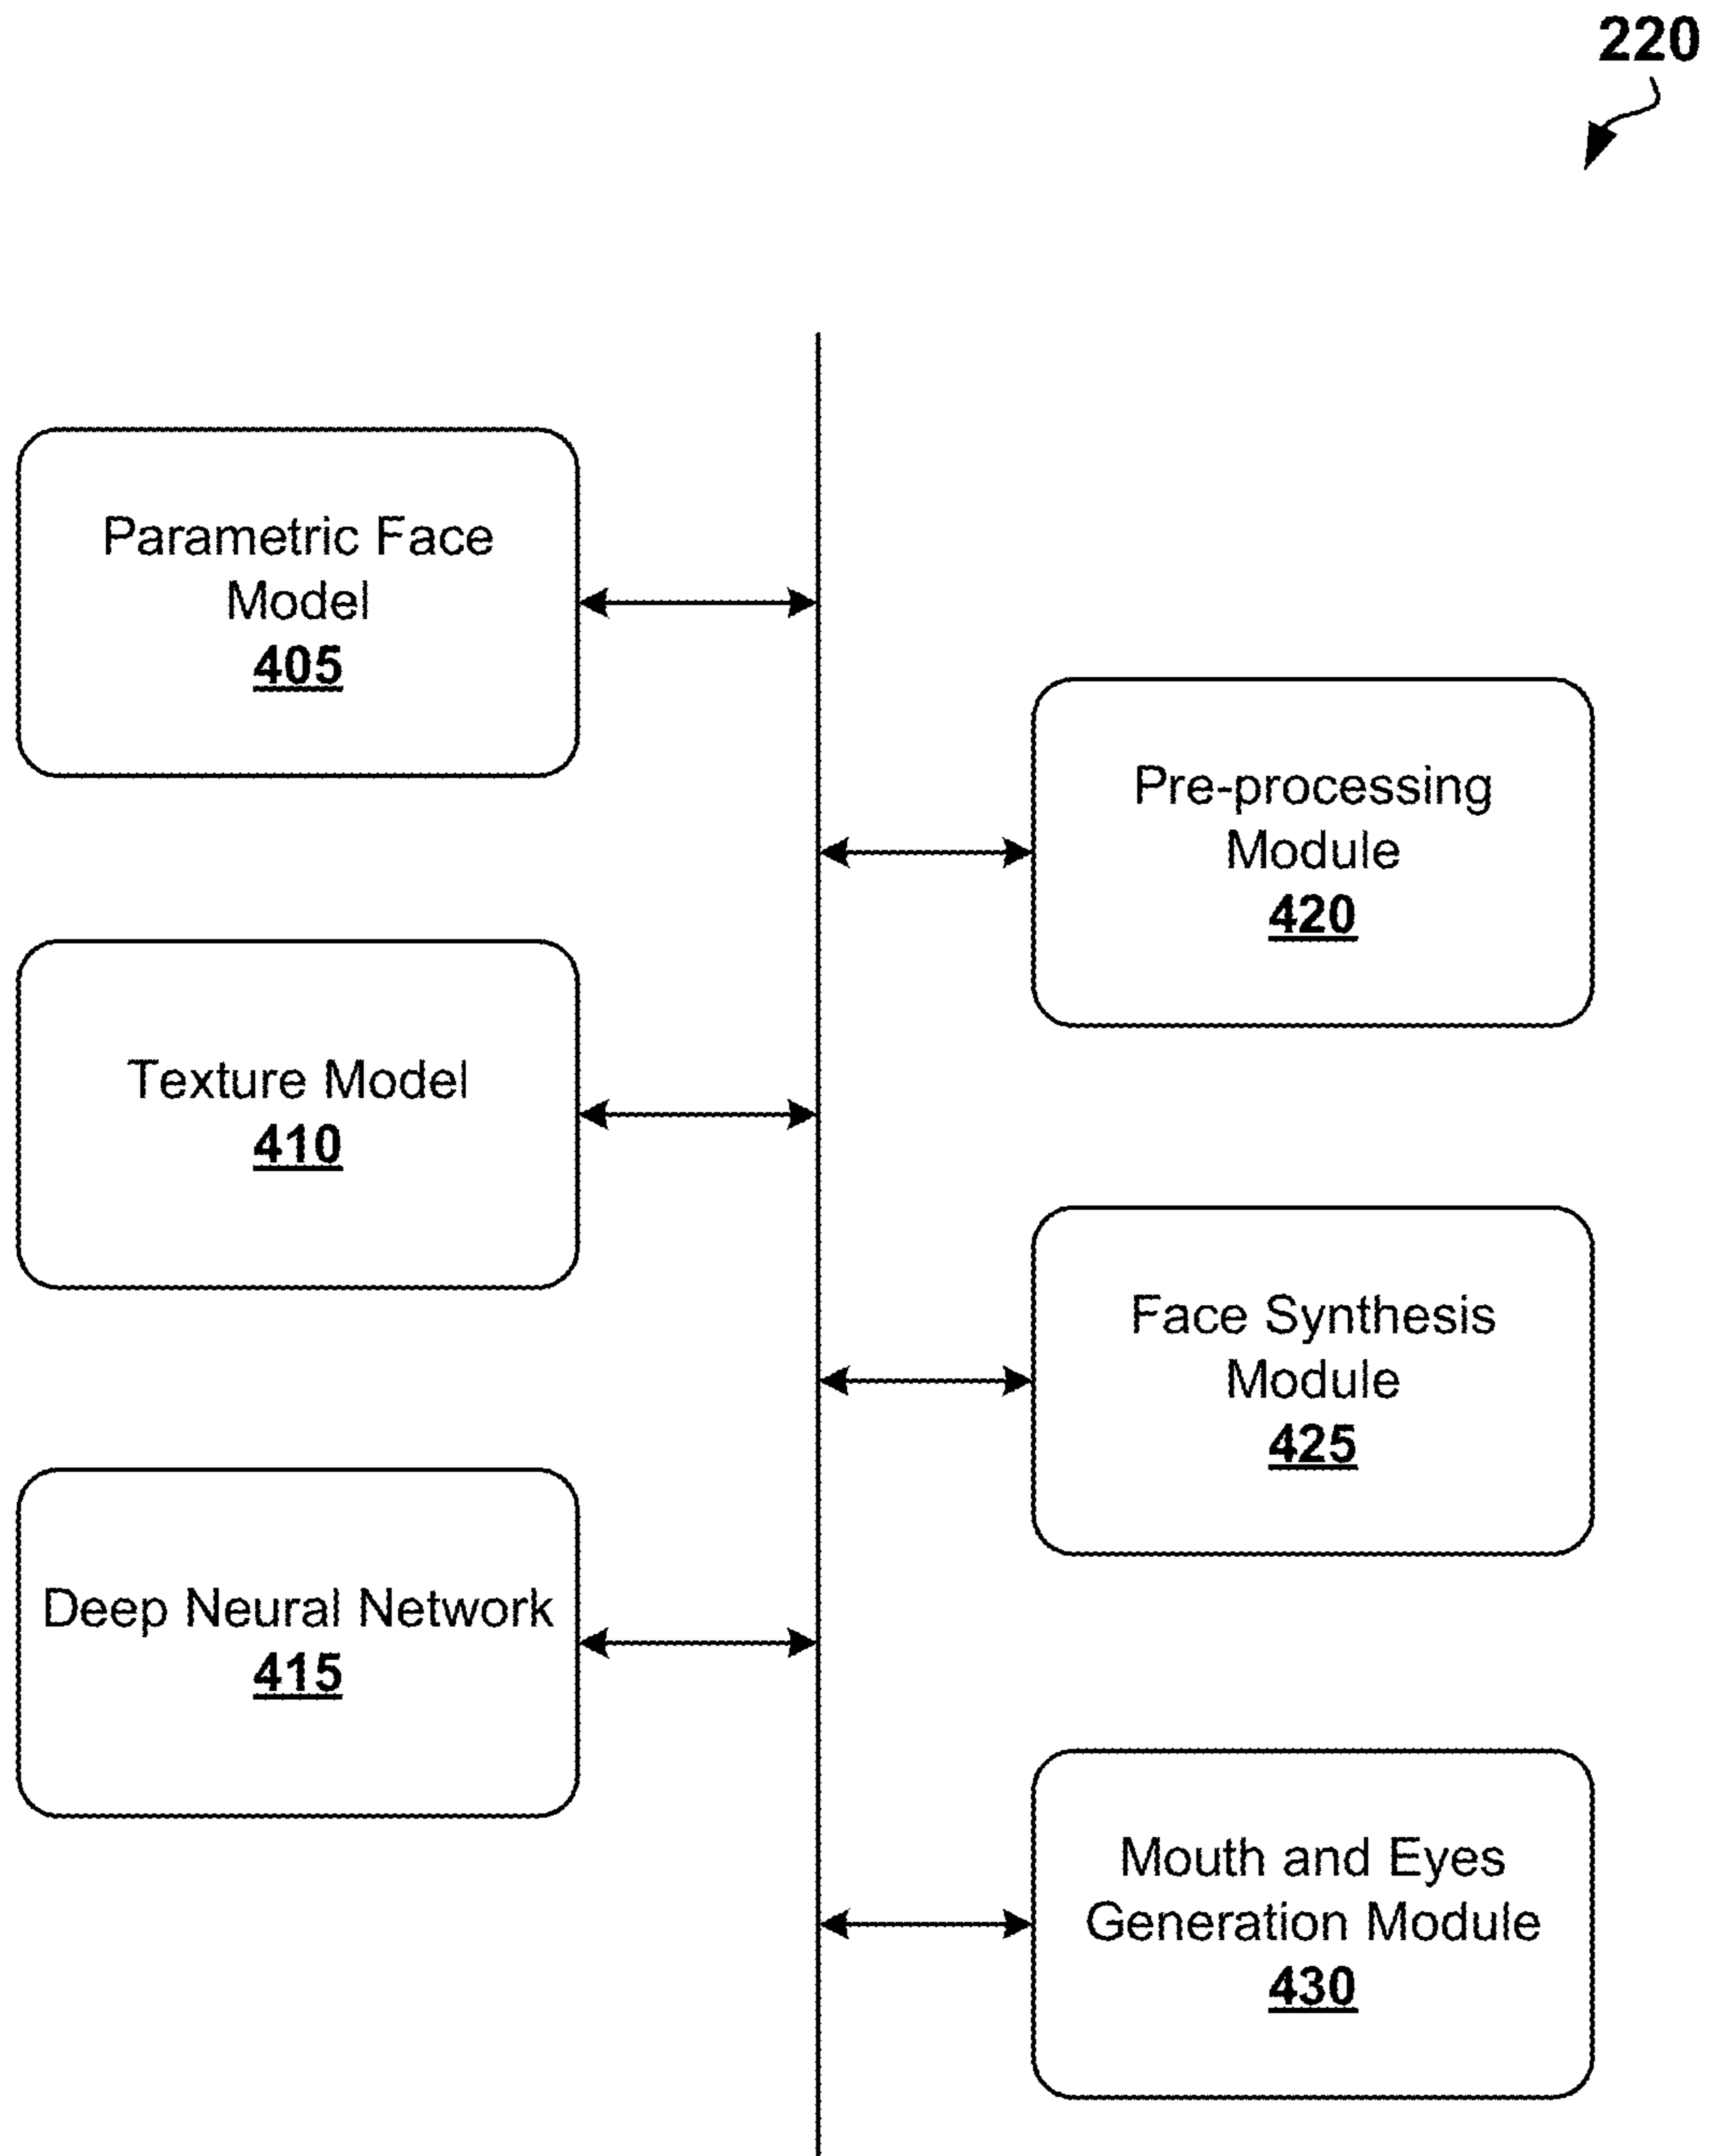 220
Parametric Face
Model
405
Pre-processing
Module
420
Texture Model
410
Face Synthesis
Module
425
Deep Neural Network
415
Mouth and Eyes
Generation Module
430